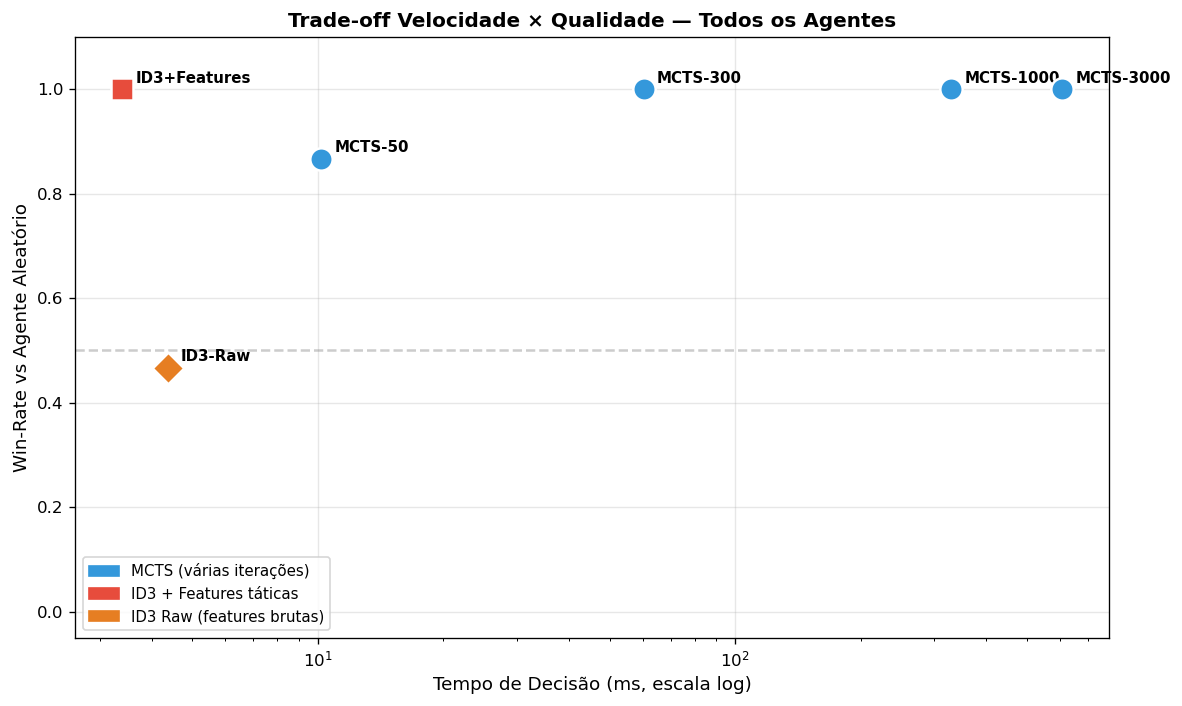 Trade-off Velocidade × Qualidade — Todos os Agentes
Win-Rate vs Agente Aleatório
1.0
0.8
0.6
0.4
0.2
0.0
ID3+Features
MCTS-50
ID3-Raw
MCTS-300
MCTS-1000
MCTS-3000
MCTS (várias iterações)
ID3 + Features táticas
ID3 Raw (features brutas)
10¹
10²
Tempo de Decisão (ms, escala log)